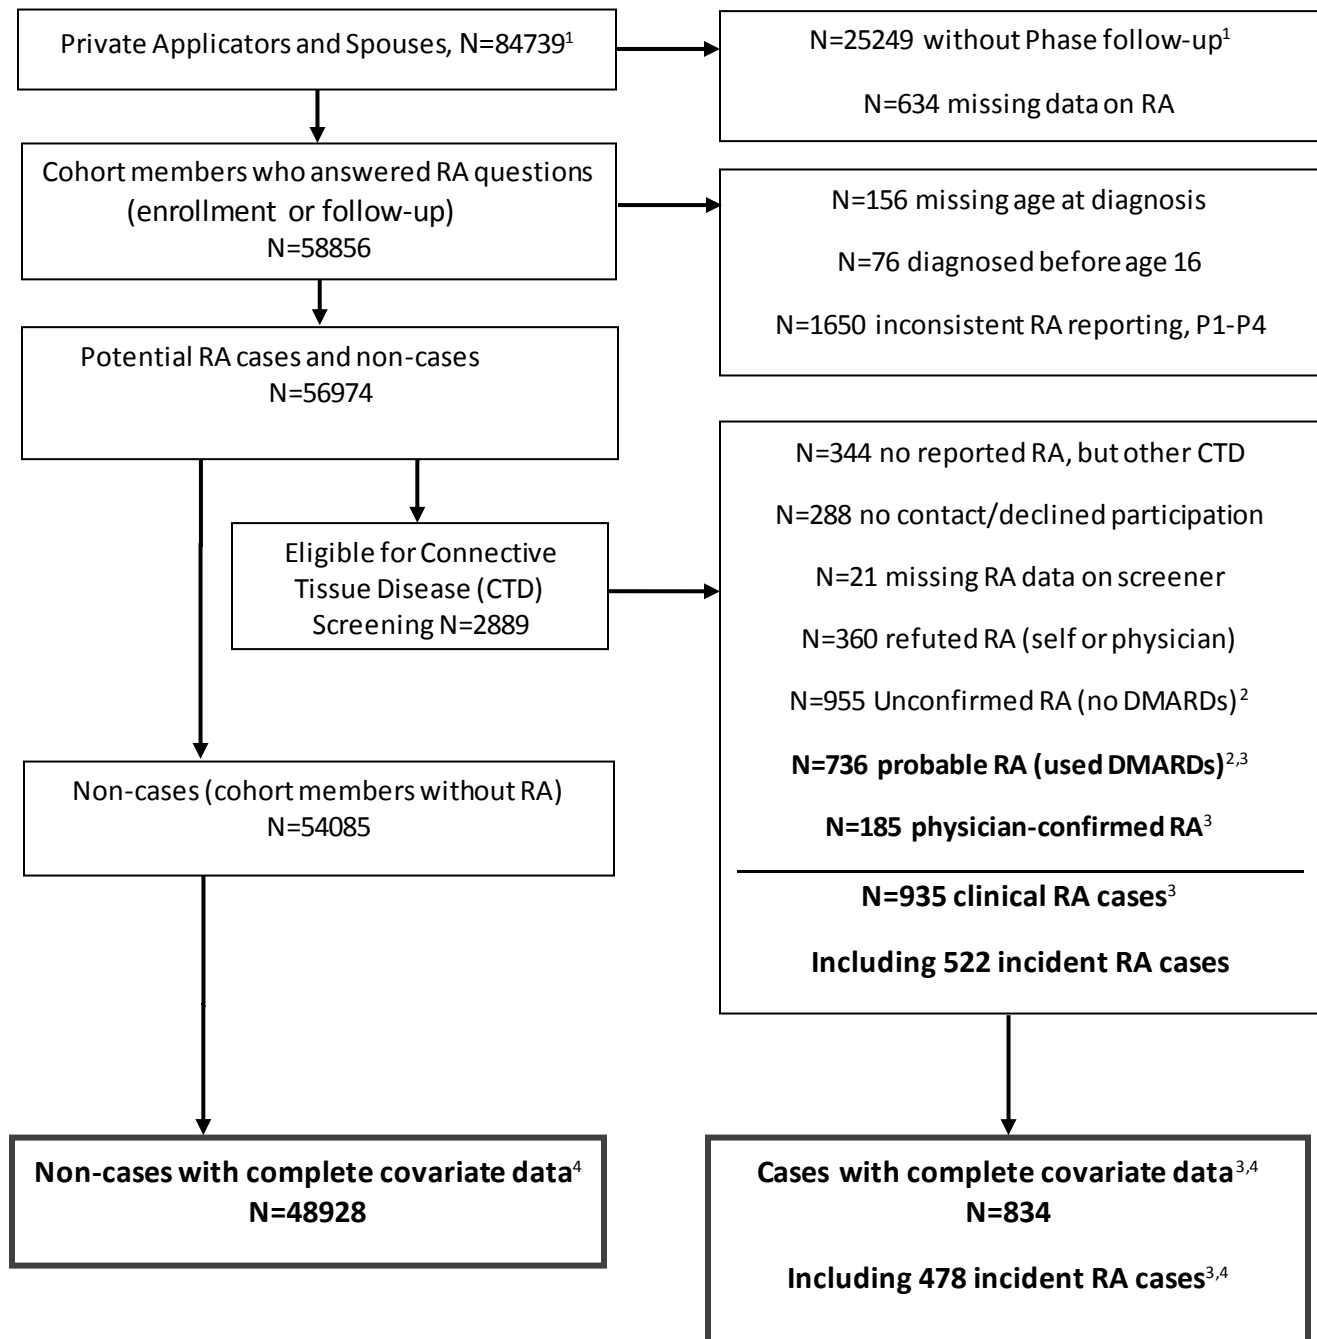 Private Applicators and Spouses, N=84739¹
N=25249 without Phase follow-up¹
N=634 missing data on RA
Cohort members who answered RA questions
(enrollment or follow-up)
N=58856
N=156 missing age at diagnosis
N=76 diagnosed before age 16
N=1650 inconsistent RA reporting, P1-P4
Potential RA cases and non-cases
N=56974
Eligible for Connective
Tissue Disease (CTD)
Screening N=2889
N=344 no reported RA, but other CTD
N=288 no contact/declined participation
N=21 missing RA data on screener
N=360 refuted RA (self or physician)
N=955 Unconfirmed RA (no DMARDs)²
N=736 probable RA (used DMARDs)²,³
N=185 physician-confirmed RA³
N=935 clinical RA cases³
Including 522 incident RA cases
Non-cases (cohort members without RA)
N=54085
Non-cases with complete covariate data⁴
N=48928
Cases with complete covariate data³,⁴
N=834
Including 478 incident RA cases³,⁴